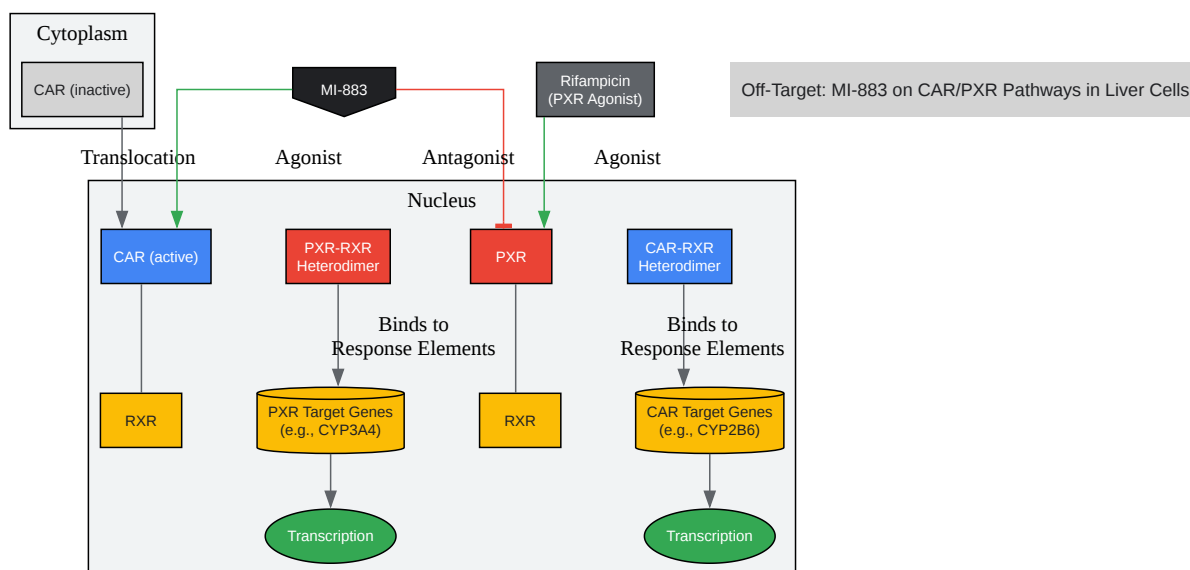 Cytoplasm
CAR (inactive)
MI-883
Rifampicin
(PXR Agonist)
Off-Target: MI-883 on CAR/PXR Pathways in Liver Cells
Translocation
Agonist
Antagonist
Agonist
Nucleus
CAR (active)
PXR-RXR
Heterodimer
PXR
CAR-RXR
Heterodimer
Binds to
Response Elements
Binds to
Response Elements
RXR
PXR Target Genes
(e.g., CYP3A4)
RXR
CAR Target Genes
(e.g., CYP2B6)
Transcription
Transcription